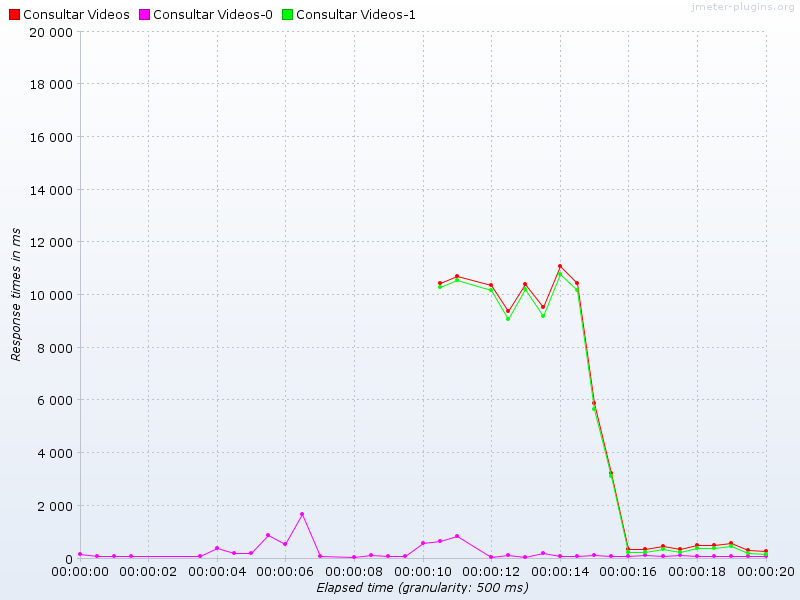 Consultar Videos Consultar Videos-0 Consultar Videos-1
jmeter-plugins.org
20 000
18 000
16 000
14 000
12 000
10 000
8 000
6 000
4 000
2 000
0
Response times in ms
00:00:00 00:00:02 00:00:04 00:00:06 00:00:08 00:00:10 00:00:12 00:00:14 00:00:16 00:00:18 00:00:20
Elapsed time (granularity: 500 ms)